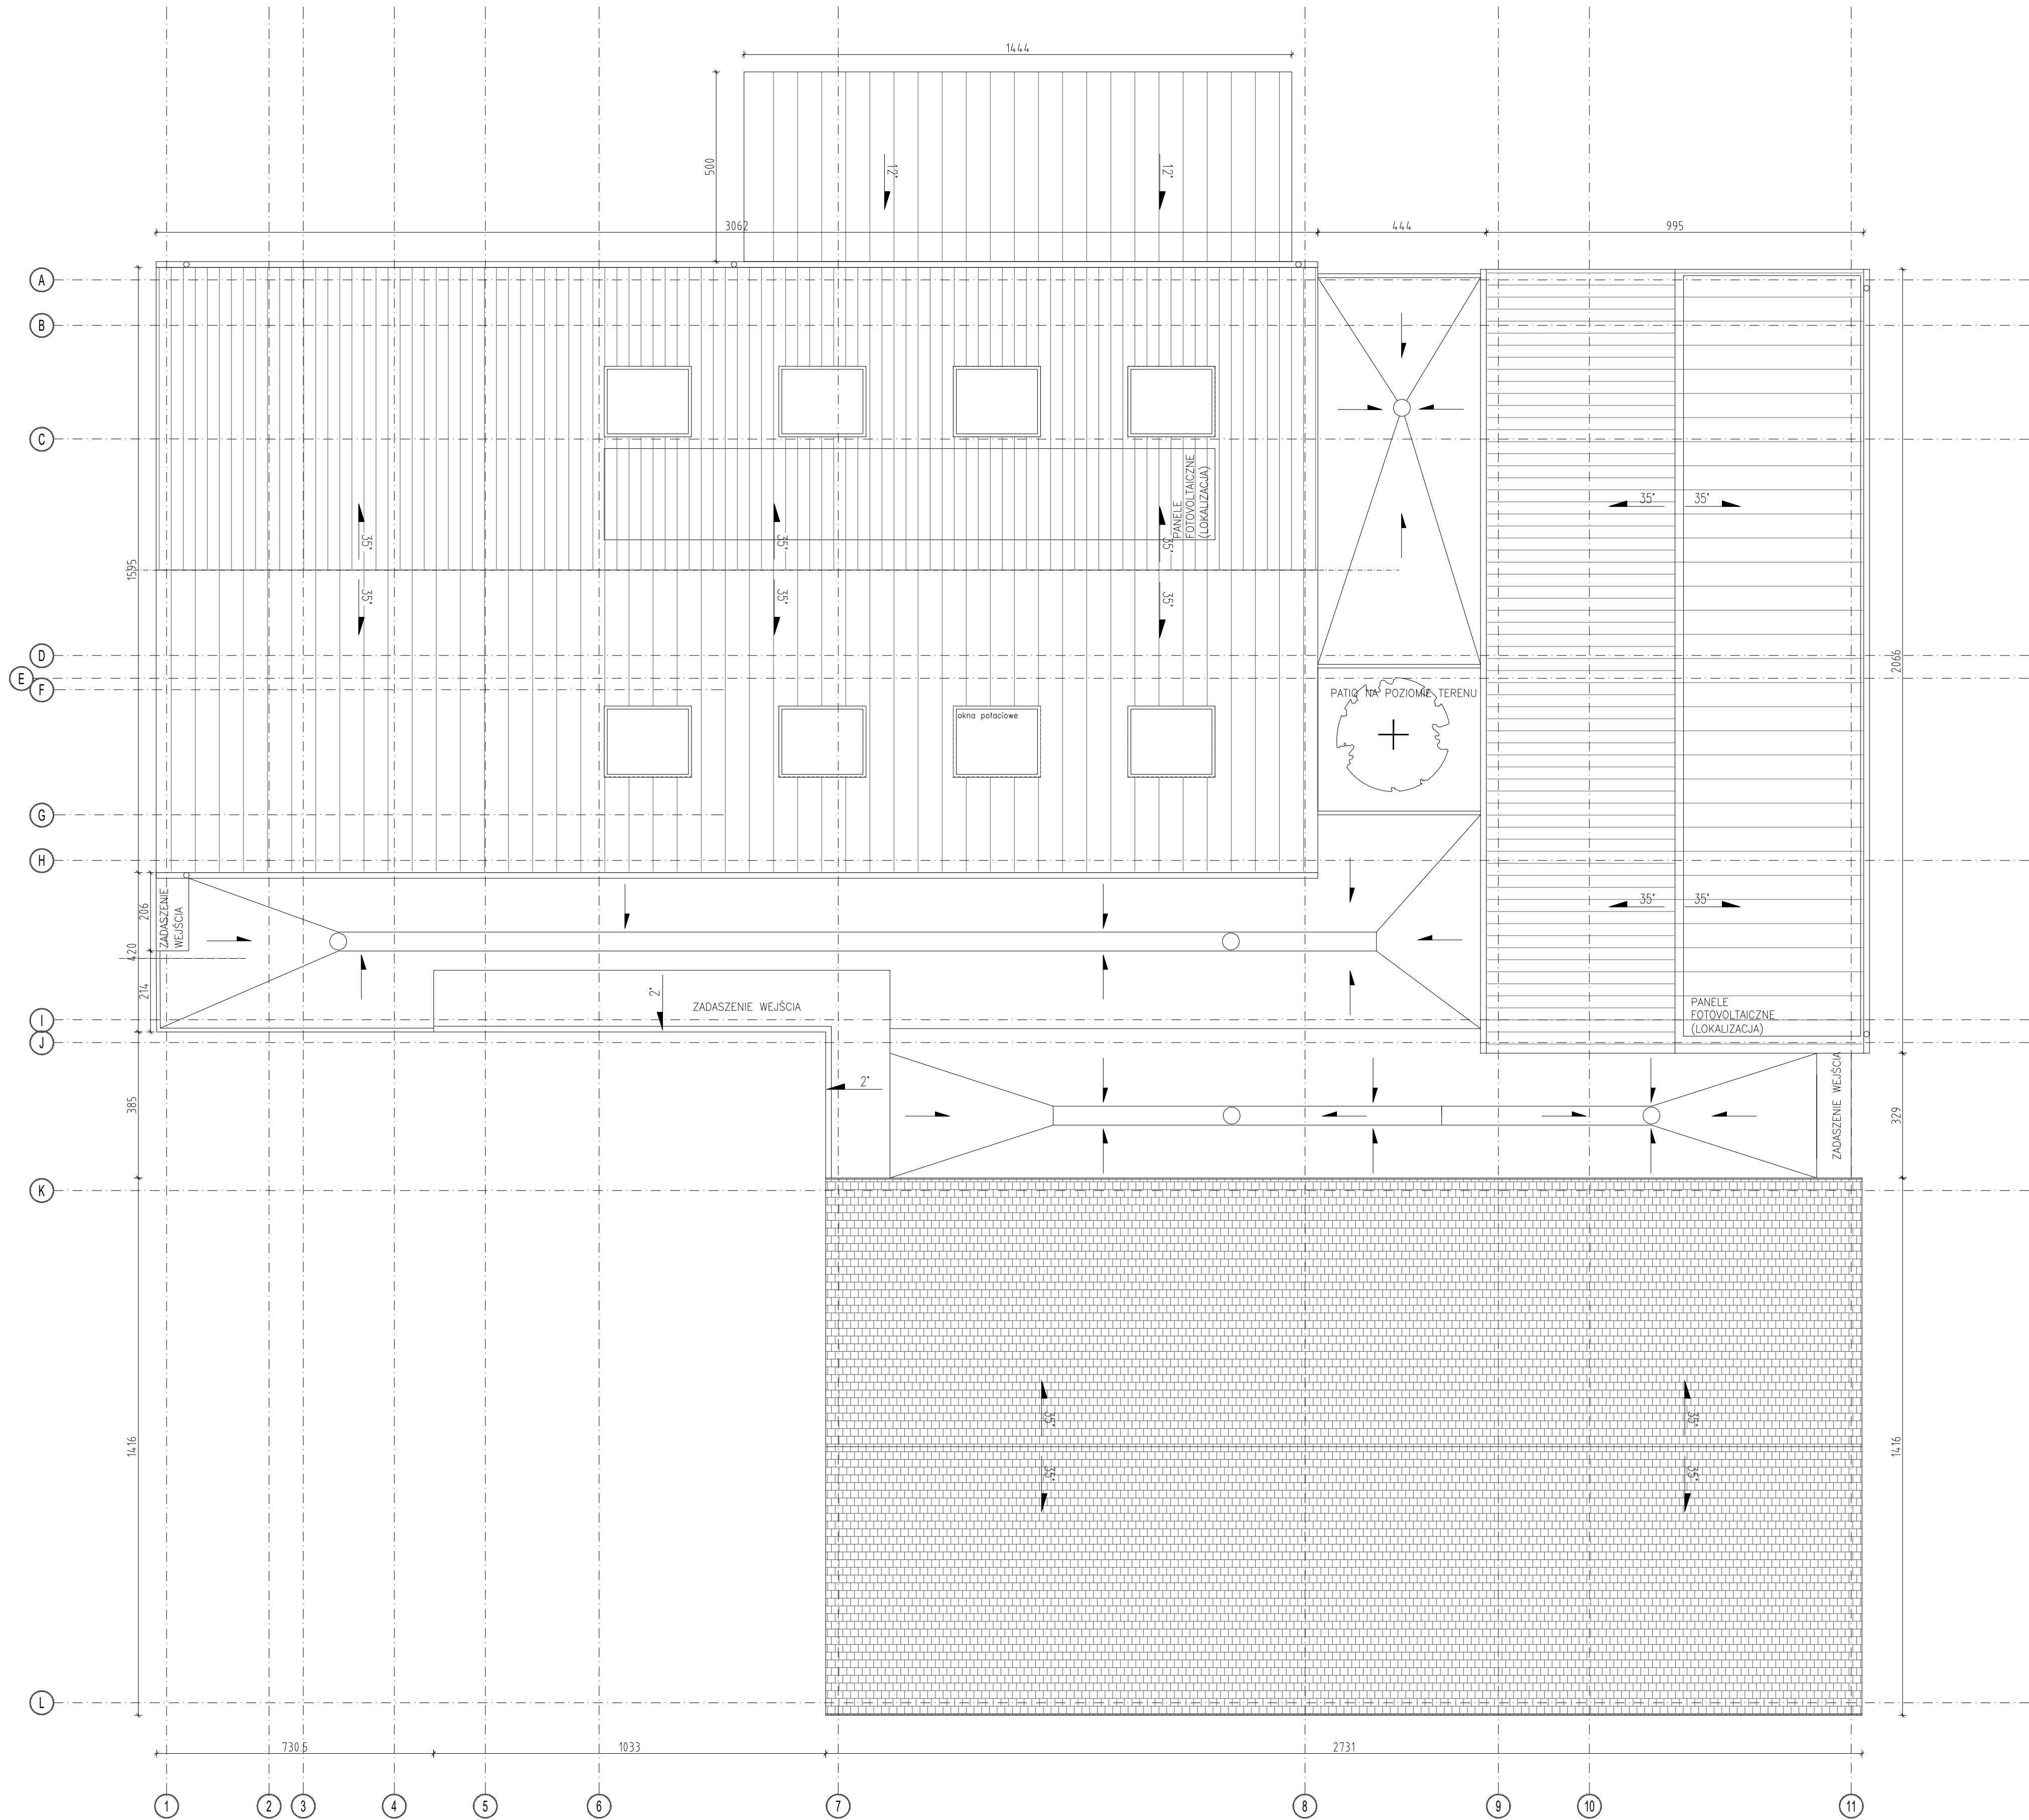 1444
500
12°
12°
3062
444
995
A
B
C
PANELE
FOTOVOLTAICZNE
(LOKALIZACJA)
35°
35°
35°
35°
35°
1595
35°
35°
35°
D
E
F
2066
PATIO NA POZIOMIE TERENU
okna połaciowe
G
H
ZADASZENIE
WEJŚCIA
206
420
214
35°
35°
2°
ZADASZENIE WEJŚCIA
PANELE
FOTOVOLTAICZNE
(LOKALIZACJA)
I
J
2°
385
329
ZADASZENIE WEJŚCIA
K
35°
35°
1416
1416
35°
35°
L
730.5
1033
2731
1
2
3
4
5
6
7
8
9
10
11